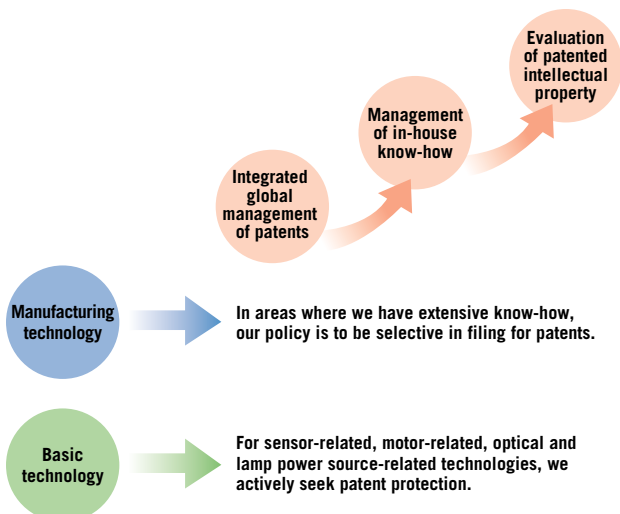 Evaluation
of patented
intellectual
property
Management
of in-house
know-how
Integrated
global
management
of patents
Manufacturing
technology
In areas where we have extensive know-how,
our policy is to be selective in filing for patents.
Basic
technology
For sensor-related, motor-related, optical and
lamp power source-related technologies, we
actively seek patent protection.